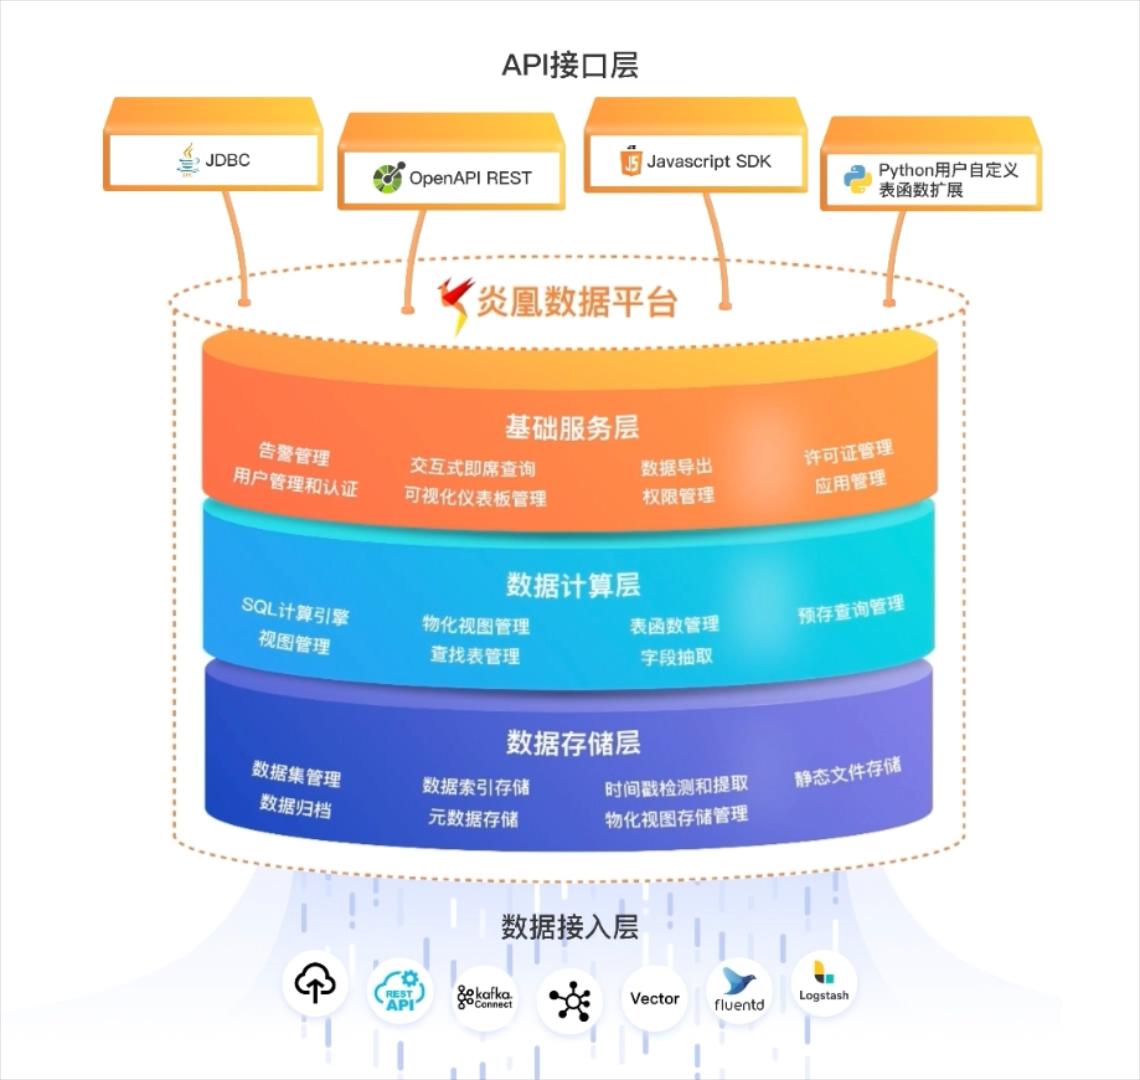 API接口层
JDBC
OpenAPI REST
JS
Javascript SDK
Python用户自定义
表函数扩展
炎凰数据平台
基础服务层
告警管理
用户管理和认证
交互式即席查询
可视化仪表板管理
数据导出
权限管理
许可证管理
应用管理
数据计算层
SQL计算引擎
视图管理
物化视图管理
查找表管理
表函数管理
字段抽取
预存查询管理
数据存储层
数据集管理
数据归档
数据索引存储
元数据存储
时间戳检测和提取
物化视图存储管理
静态文件存储
数据接入层
REST
API
kafka
Connect
Vector
fluentd
Logstash